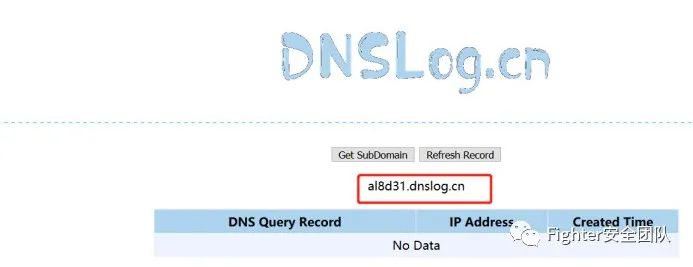 DNSLog.cn
Get SubDomain Refresh Record
al8d31.dnslog.cn
DNS Query Record IP Address Created Time
No Data
Fighter安全团队